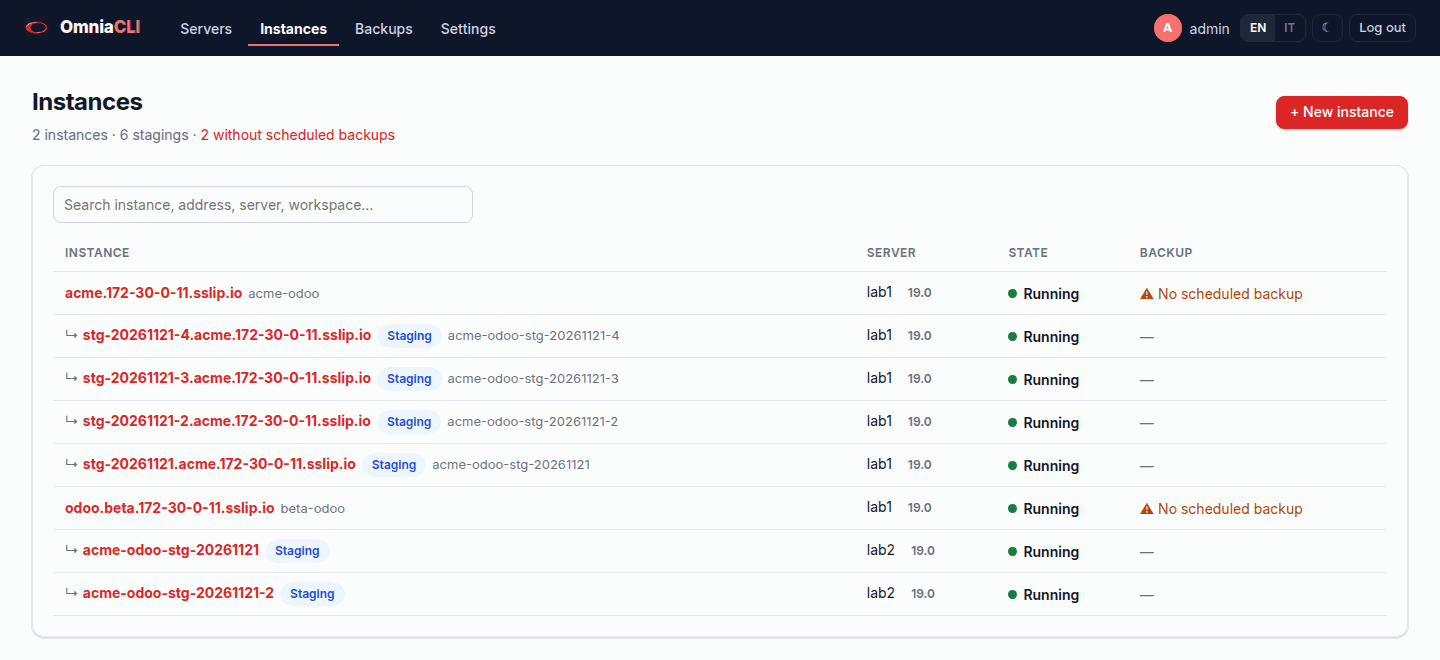 OmniaCLI Servers Instances Backups Settings A admin EN IT Log out
Instances
+ New instance
2 instances · 6 stagings · 2 without scheduled backups
Search instance, address, server, workspace...
INSTANCE SERVER STATE BACKUP
acme.172-30-0-11.sslip.io acme-odoo lab1 19.0 Running No scheduled backup
stg-20261121-4.acme.172-30-0-11.sslip.io Staging acme-odoo-stg-20261121-4 lab1 19.0 Running —
stg-20261121-3.acme.172-30-0-11.sslip.io Staging acme-odoo-stg-20261121-3 lab1 19.0 Running —
stg-20261121-2.acme.172-30-0-11.sslip.io Staging acme-odoo-stg-20261121-2 lab1 19.0 Running —
stg-20261121.acme.172-30-0-11.sslip.io Staging acme-odoo-stg-20261121 lab1 19.0 Running —
odoo.beta.172-30-0-11.sslip.io beta-odoo lab1 19.0 Running No scheduled backup
acme-odoo-stg-20261121 Staging lab2 19.0 Running —
acme-odoo-stg-20261121-2 Staging lab2 19.0 Running —